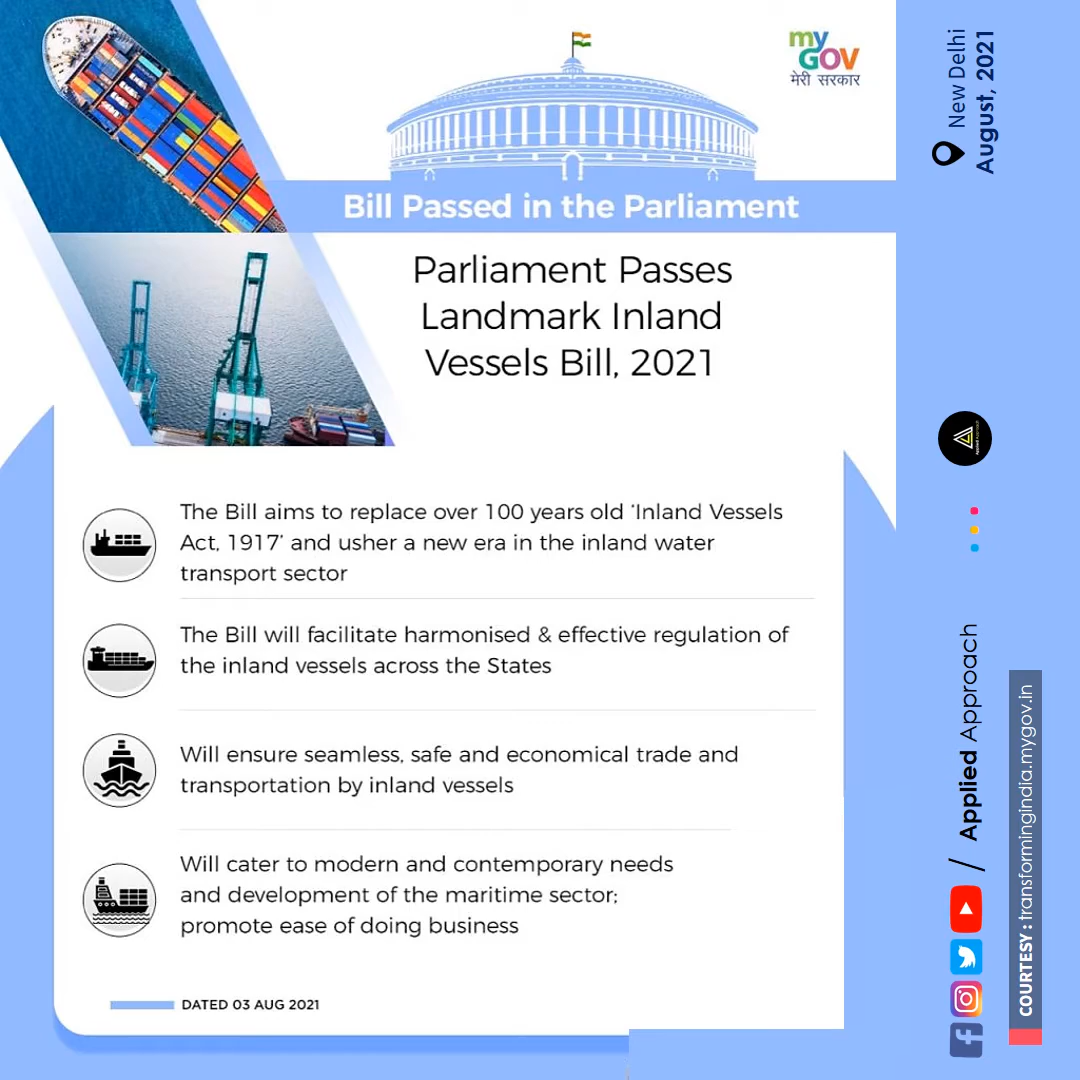 my
GOV
मेरी सरकार
Bill Passed in the Parliament
Parliament Passes
Landmark Inland
Vessels Bill, 2021
The Bill aims to replace over 100 years old ‘Inland Vessels
Act, 1917’ and usher a new era in the inland water
transport sector
The Bill will facilitate harmonised & effective regulation of
the inland vessels across the States
Will ensure seamless, safe and economical trade and
transportation by inland vessels
Will cater to modern and contemporary needs
and development of the maritime sector;
promote ease of doing business
DATED 03 AUG 2021
New Delhi
August, 2021
Applied Approach
/ Applied Approach
COURTESY : transformingindia.mygov.in